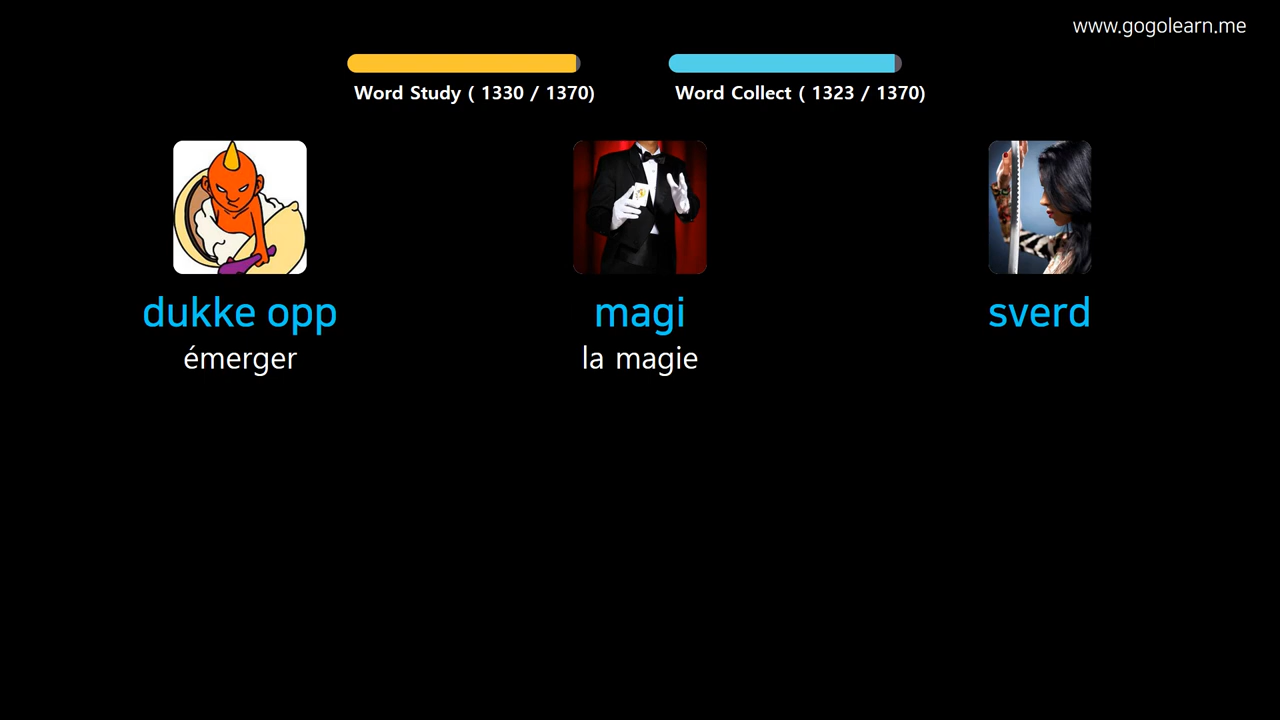 www.gogolearn.me
Word Study ( 1330 / 1370)
Word Collect ( 1323 / 1370)
dukke opp
émerger
magi
la magie
sverd